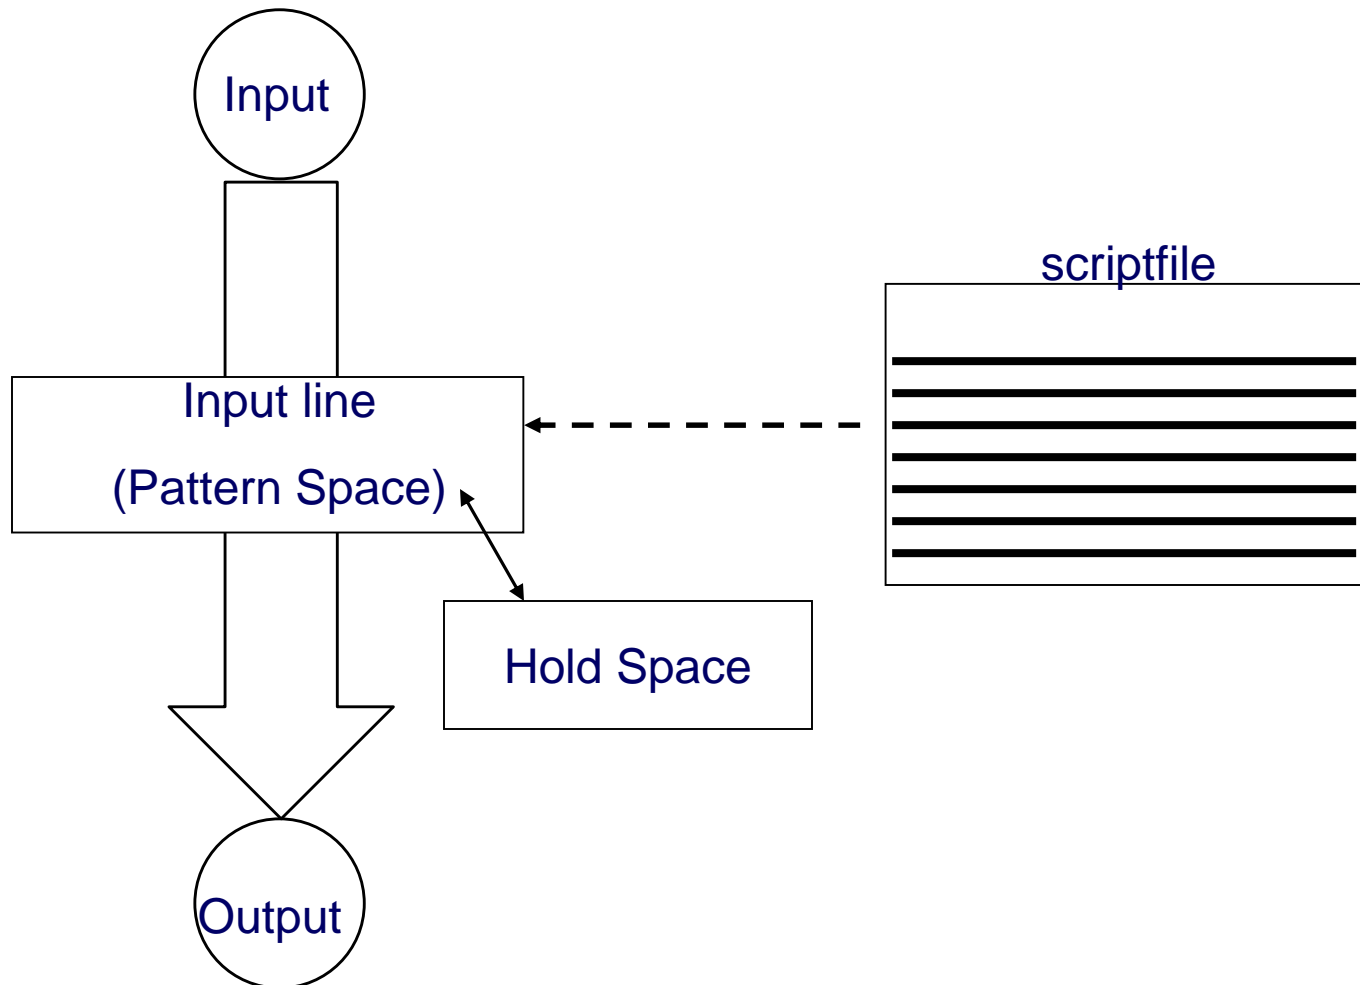 Input
scriptfile
Input line
(Pattern Space)
Hold Space
Output